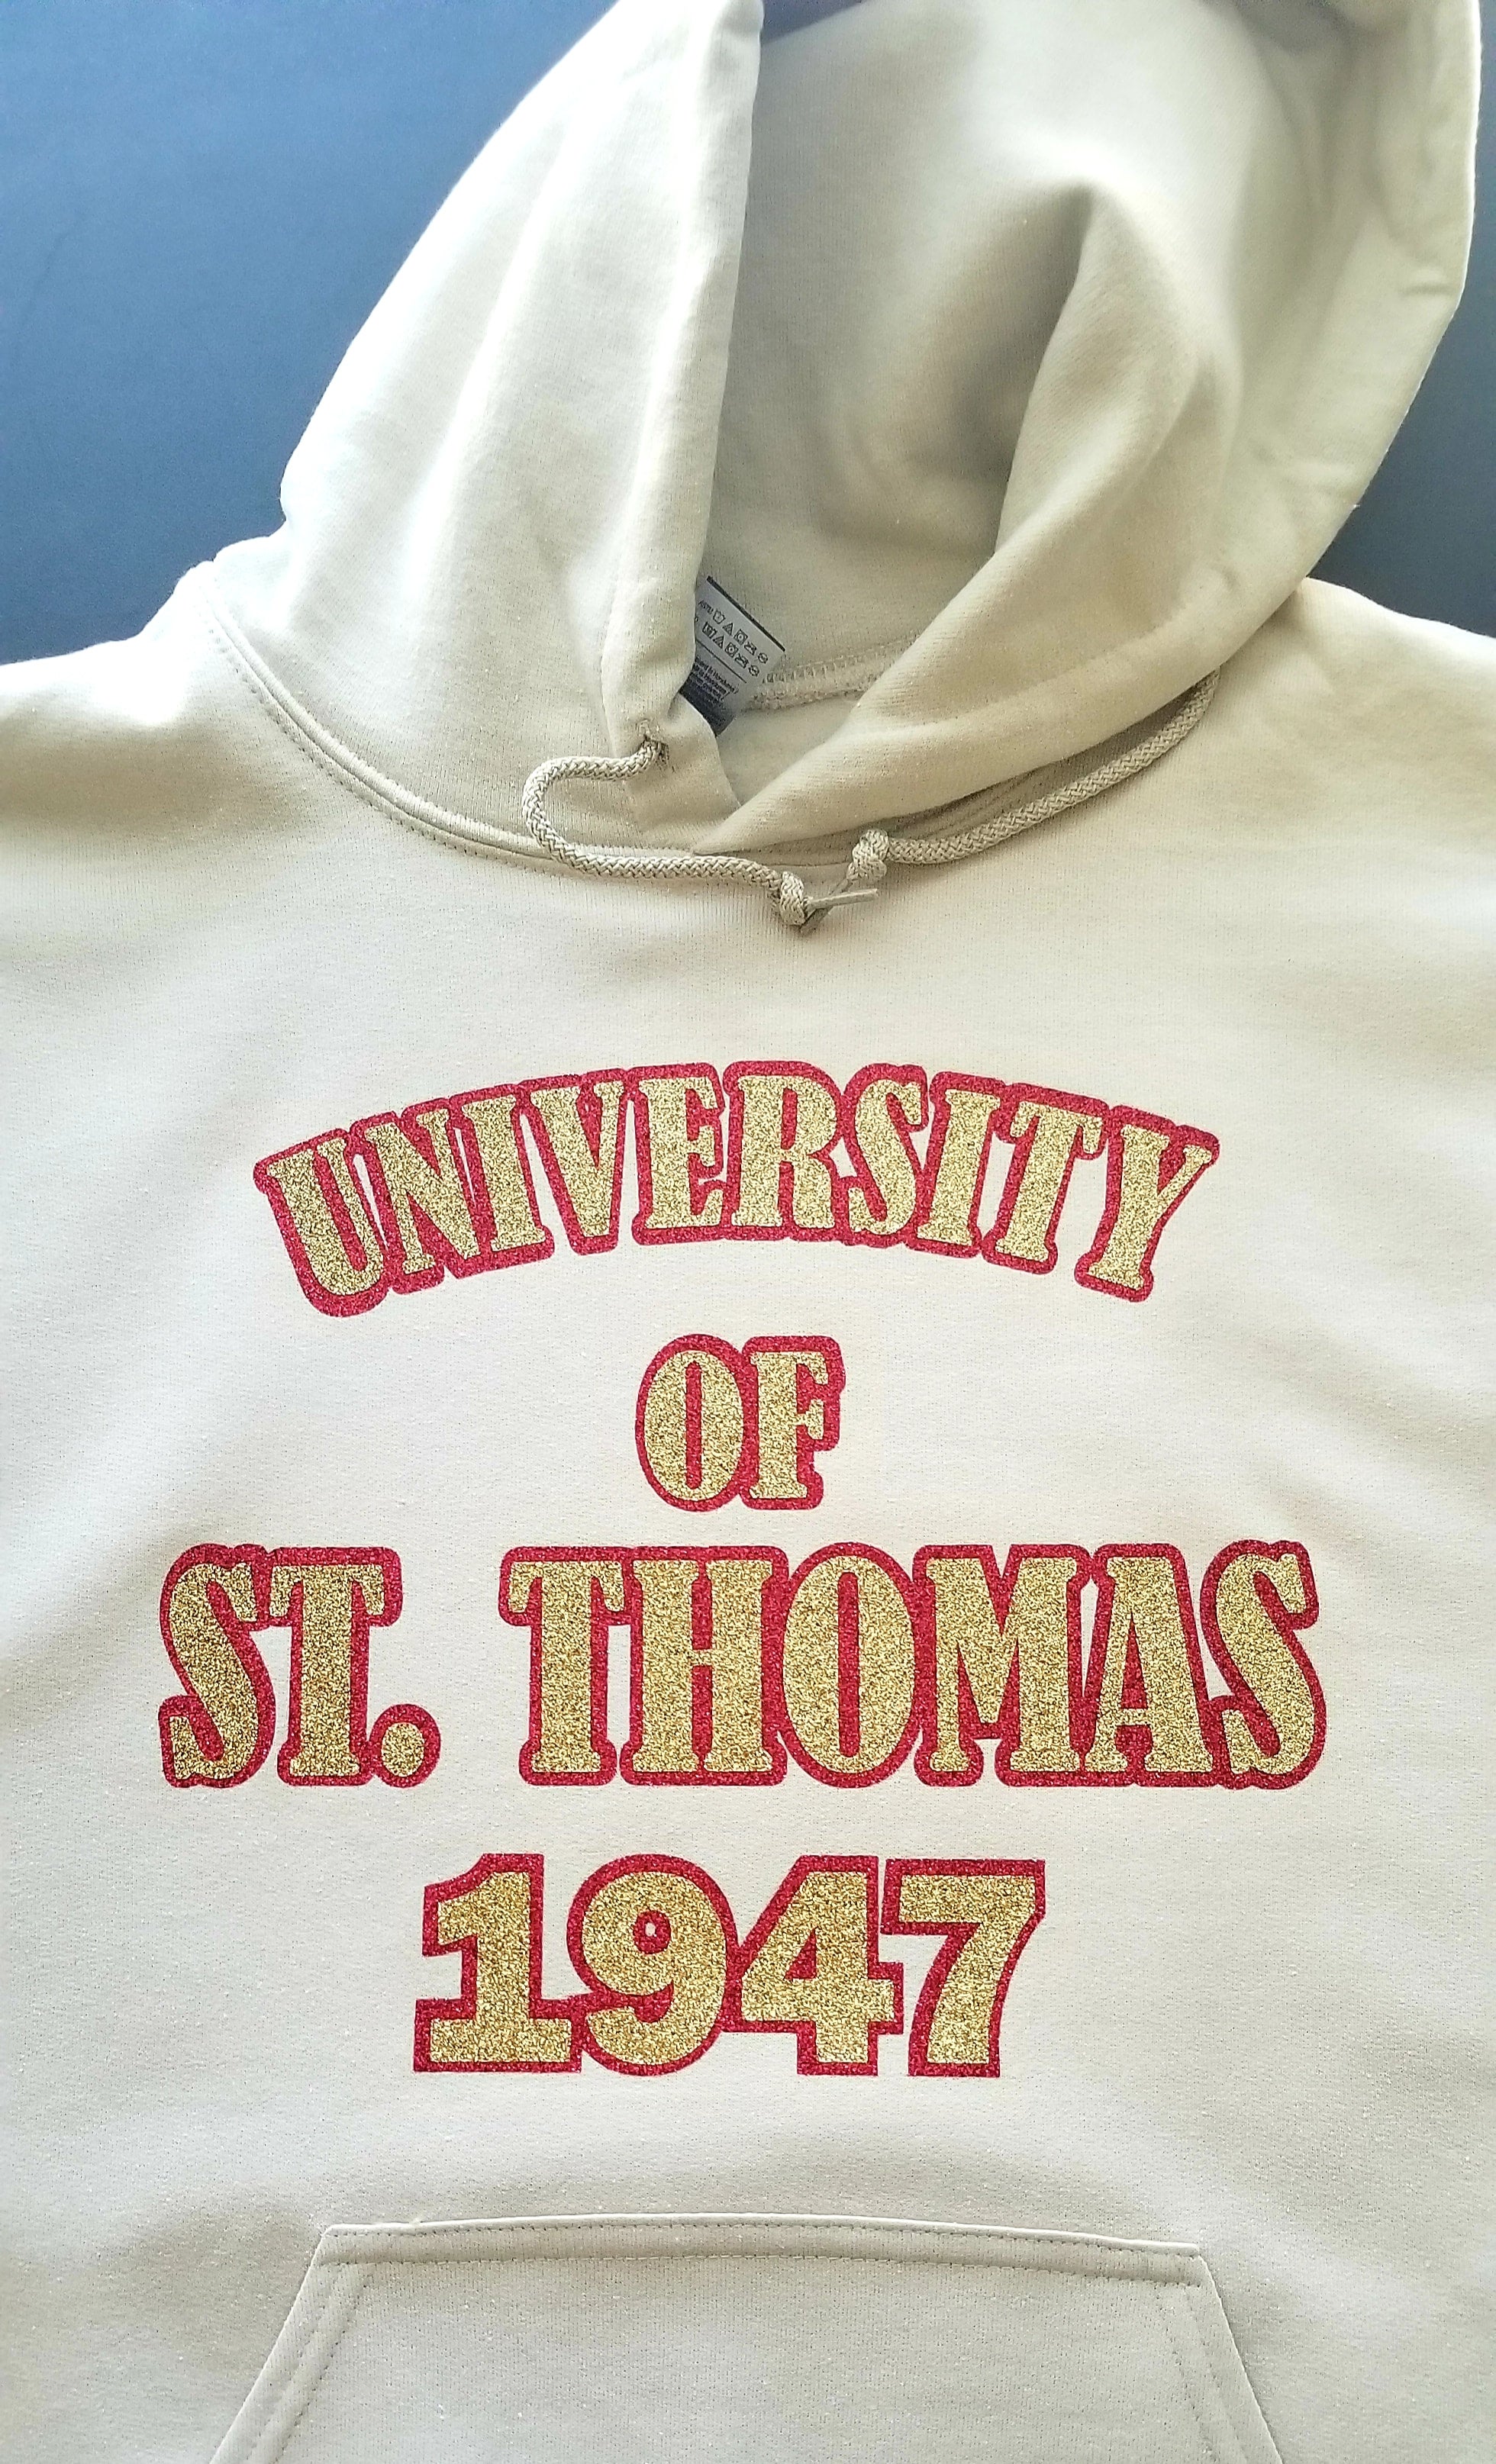 UNIVERSITY
OF
ST. THOMAS
1947